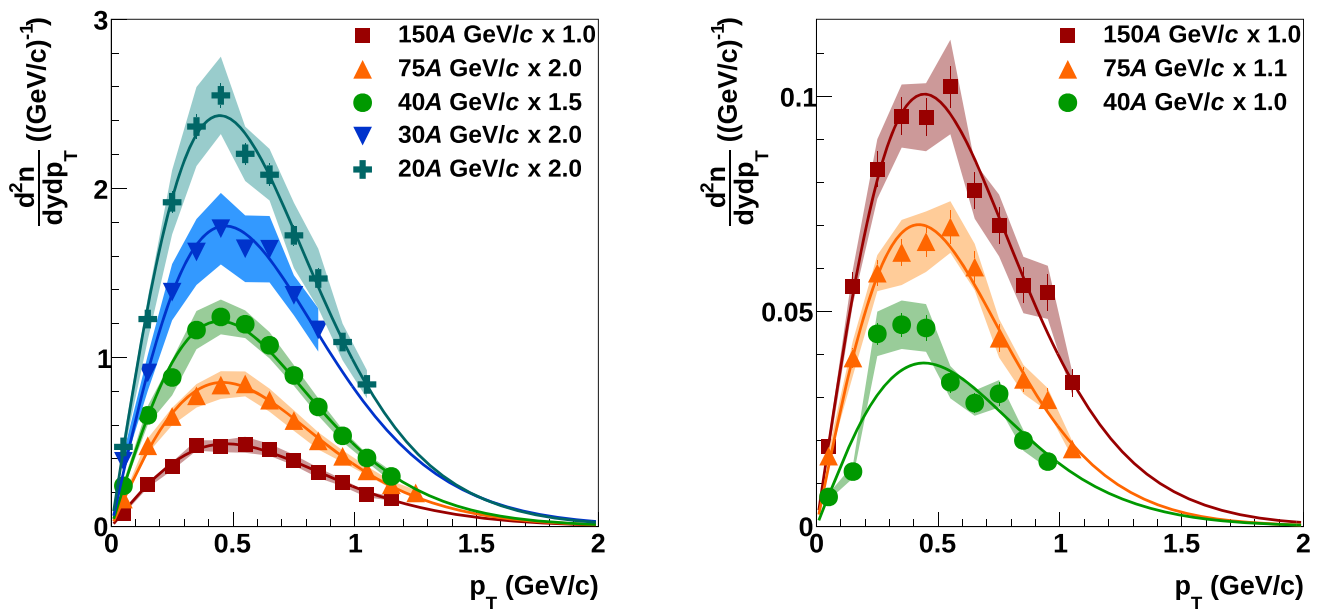 3
2
1
0
d²n
dydp_T
((GeV/c)⁻¹)
150A GeV/c x 1.0
75A GeV/c x 2.0
40A GeV/c x 1.5
30A GeV/c x 2.0
20A GeV/c x 2.0
0 0.5 1 1.5 2
p_T (GeV/c)
0.1
0.05
0
d²n
dydp_T
((GeV/c)⁻¹)
150A GeV/c x 1.0
75A GeV/c x 1.1
40A GeV/c x 1.0
0 0.5 1 1.5 2
p_T (GeV/c)